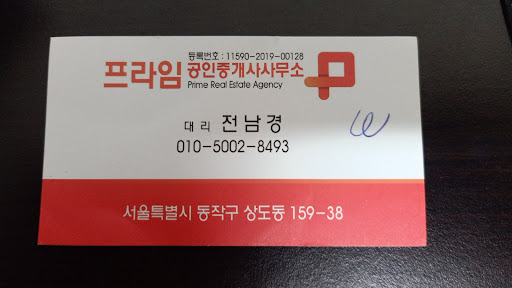 등록번호 : 11590-2019-00128
프라임 공인중개사사무소
Prime Real Estate Agency
대 리 전남경
010-5002-8493
서울특별시 동작구 상도동 159-38